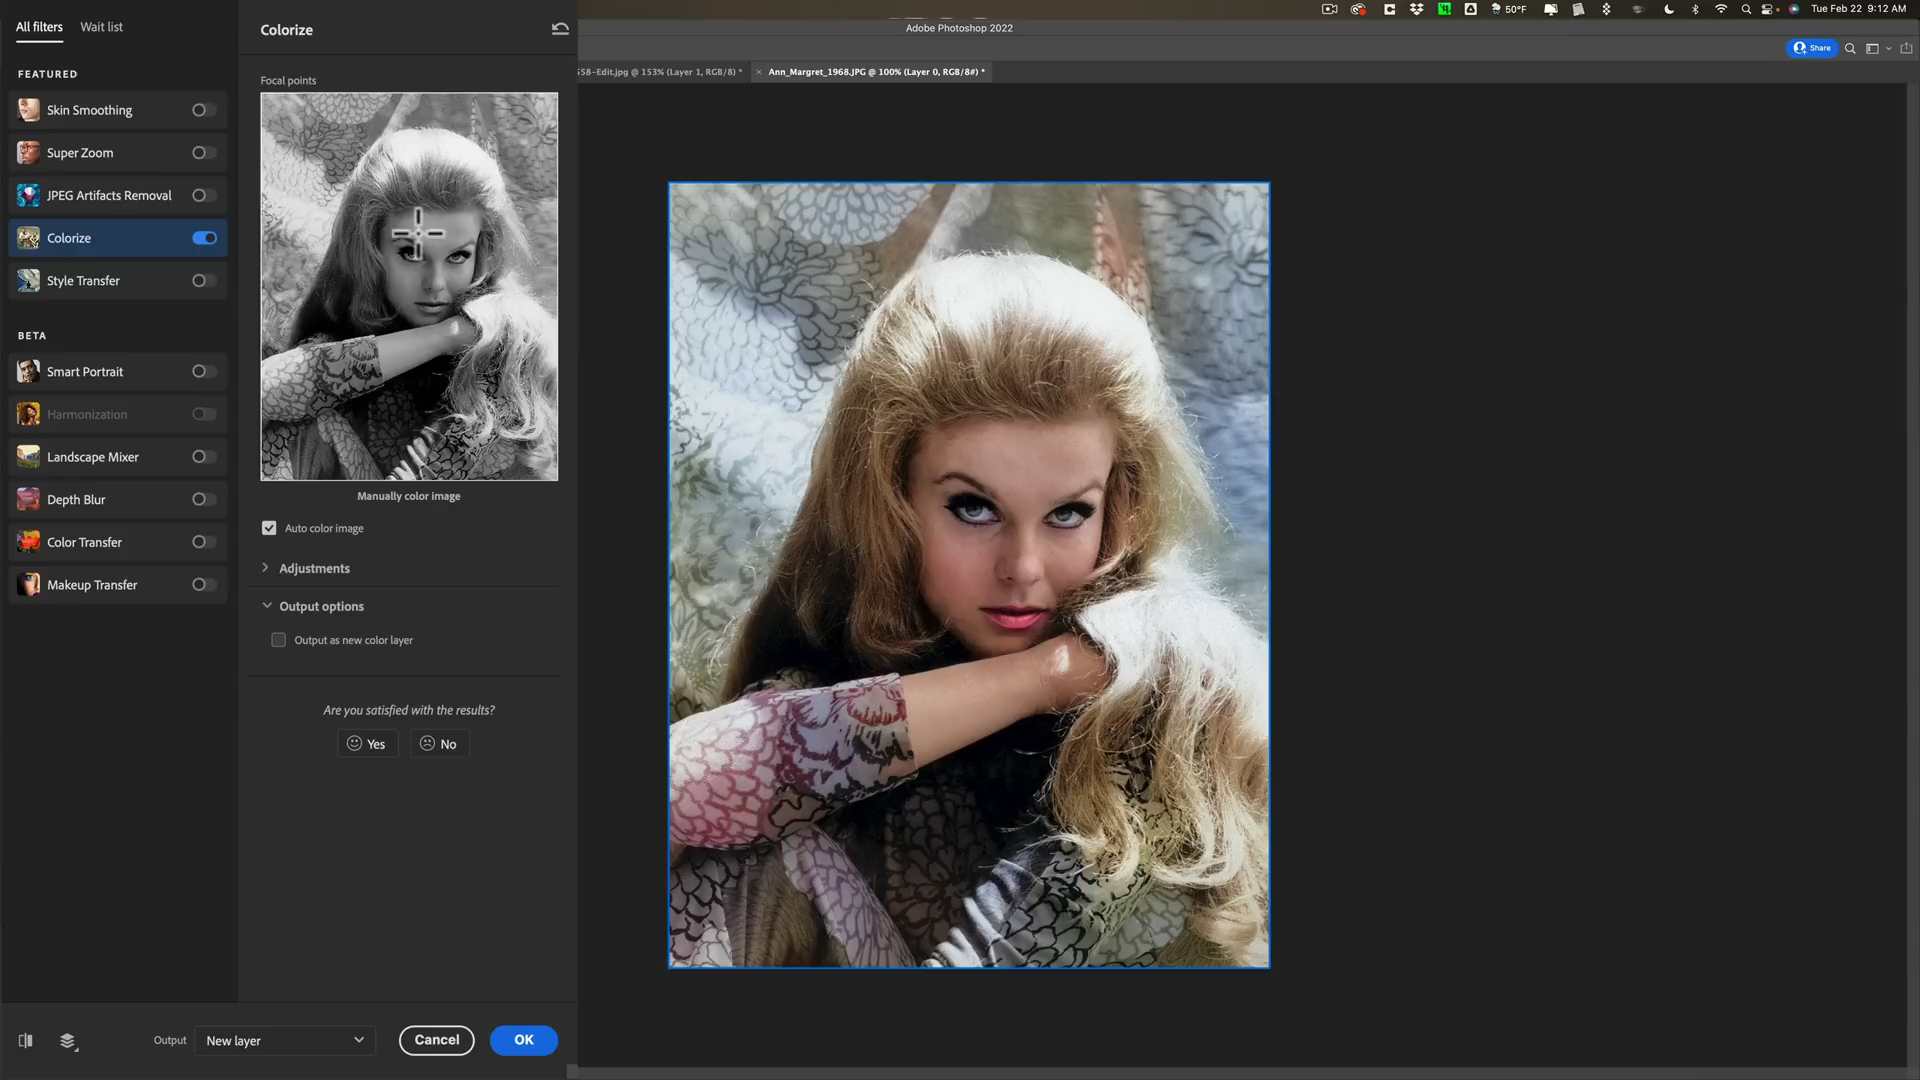 50°F
Tue Feb 22 9:12 AM
All filters
Wait list
Colorize
Adobe Photoshop 2022
Share
FEATURED
558-Edit.jpg @ 153% (Layer 1, RGB/8) *
Ann_Margret_1968.JPG @ 100% (Layer 0, RGB/8#) *
Focal points
Skin Smoothing
Super Zoom
JPEG Artifacts Removal
Colorize
Style Transfer
BETA
Smart Portrait
Harmonization
Landscape Mixer
Depth Blur
Color Transfer
Makeup Transfer
Manually color image
Auto color image
Adjustments
Output options
Output as new color layer
Are you satisfied with the results?
Yes
No
Output
New layer
Cancel
OK